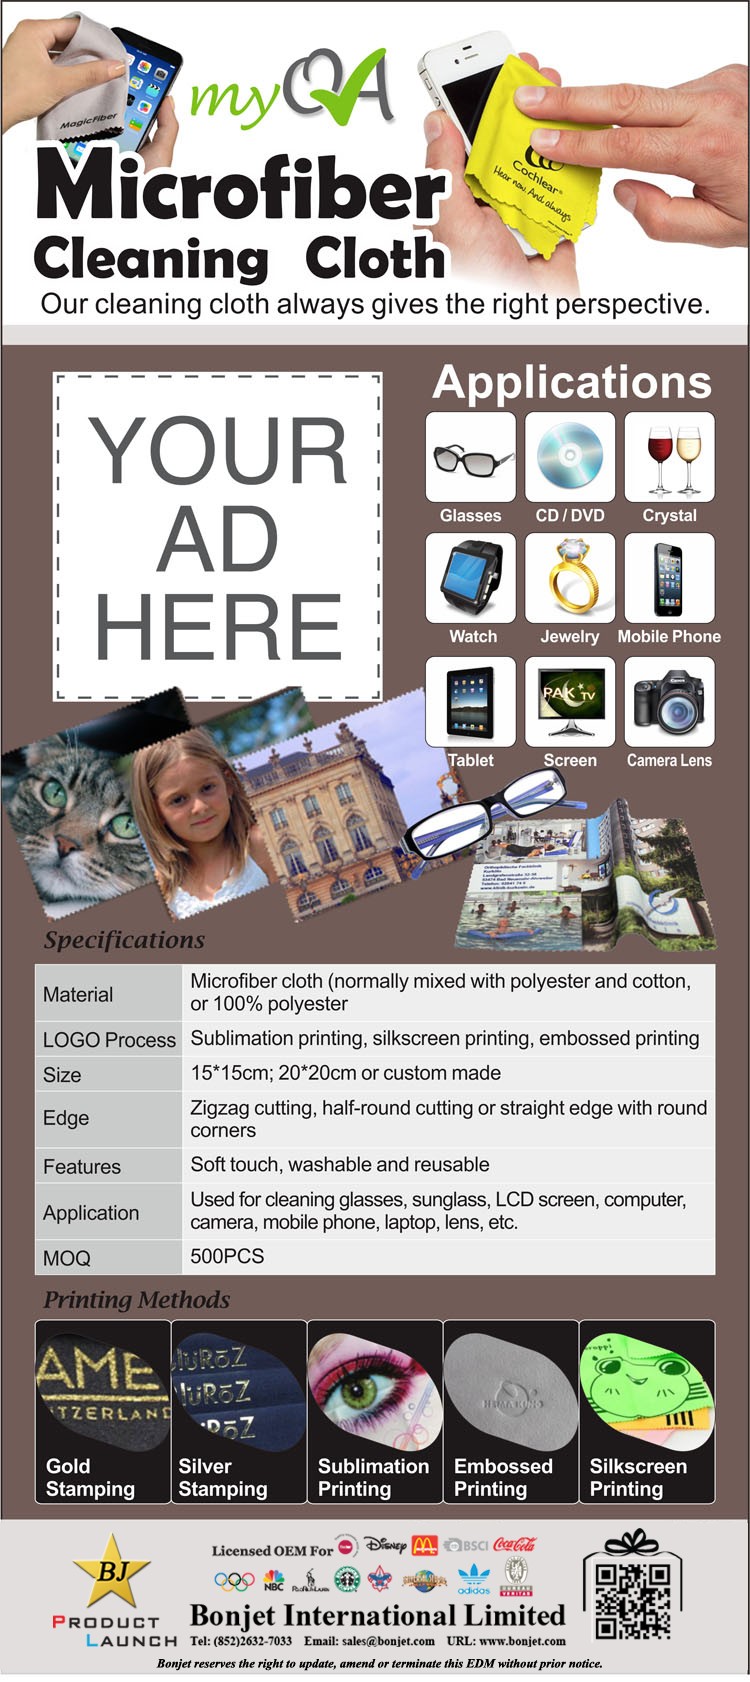 MagicFiber
myQA
Cochlear®
Hear now. And always
Microfiber
Cleaning Cloth
Our cleaning cloth always gives the right perspective.
YOUR
AD
HERE
Applications
Glasses
CD / DVD
Crystal
Watch
Jewelry
Mobile Phone
PAK TV
Canon
Tablet
Screen
Camera Lens
Orthopädische Fachklinik
Specifications
Material
Microfiber cloth (normally mixed with polyester and cotton,
or 100% polyester
LOGO Process
Sublimation printing, silkscreen printing, embossed printing
Size
15*15cm; 20*20cm or custom made
Edge
Zigzag cutting, half-round cutting or straight edge with round
corners
Features
Soft touch, washable and reusable
Application
Used for cleaning glasses, sunglass, LCD screen, computer,
camera, mobile phone, laptop, lens, etc.
MOQ
500PCS
Printing Methods
AME
ITZERLAND
Gold
Stamping
Silver
Stamping
Sublimation
Printing
Embossed
Printing
Silkscreen
Printing
BJ
PRODUCT
LAUNCH
Licensed OEM For
Disney
BSCI
Coca-Cola
NBC
adidas
Bonjet International Limited
Tel: (852)2632-7033 Email: sales@bonjet.com URL: www.bonjet.com
Bonjet reserves the right to update, amend or terminate this EDM without prior notice.